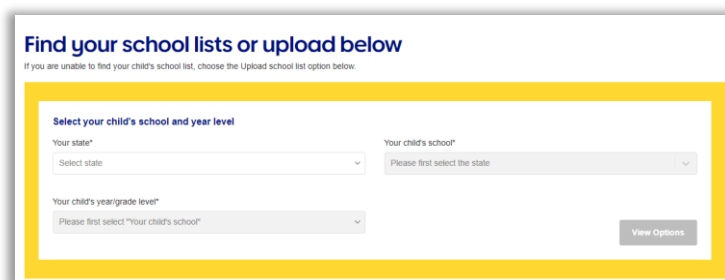 Find your school lists or upload below
If you are unable to find your child's school list, choose the Upload school list option below.
Select your child's school and year level
Your state*
Your child's school*
Select state
Please first select the state
Your child's year/grade level*
Please first select "Your child's school"
View Options